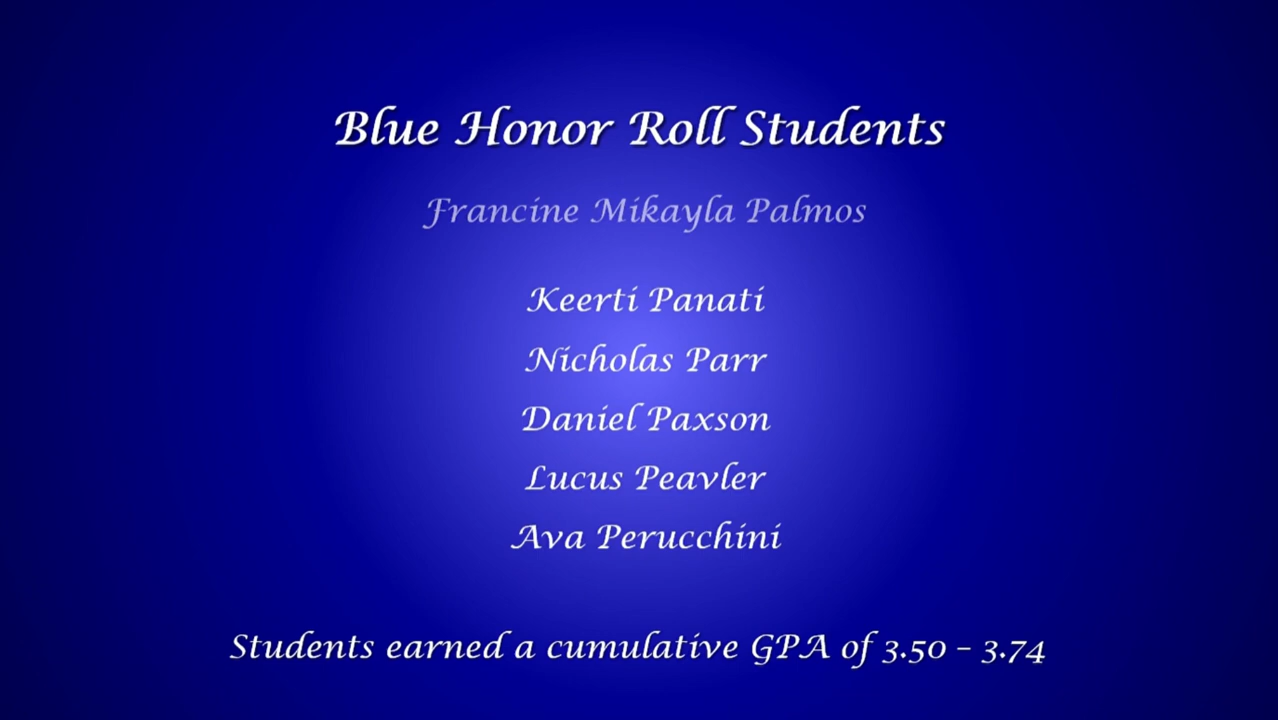 Blue Honor Roll Students
Francine Mikayla Palmos
Keerti Panati
Nicholas Parr
Daniel Paxson
Lucus Peavler
Ava Perucchini
Students earned a cumulative GPA of 3.50 – 3.74